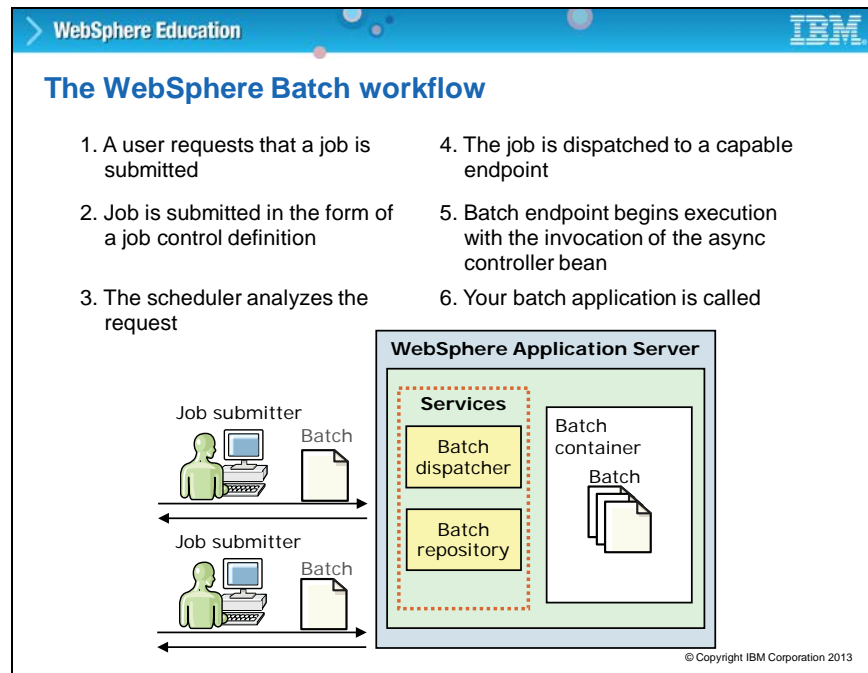 WebSphere Education
IBM
The WebSphere Batch workflow
1. A user requests that a job is
submitted
2. Job is submitted in the form of
a job control definition
3. The scheduler analyzes the
request
4. The job is dispatched to a capable
endpoint
5. Batch endpoint begins execution
with the invocation of the async
controller bean
6. Your batch application is called
WebSphere Application Server
Services
Batch
dispatcher
Batch
repository
Batch
container
Batch
Job submitter
Batch
Job submitter
Batch
© Copyright IBM Corporation 2013